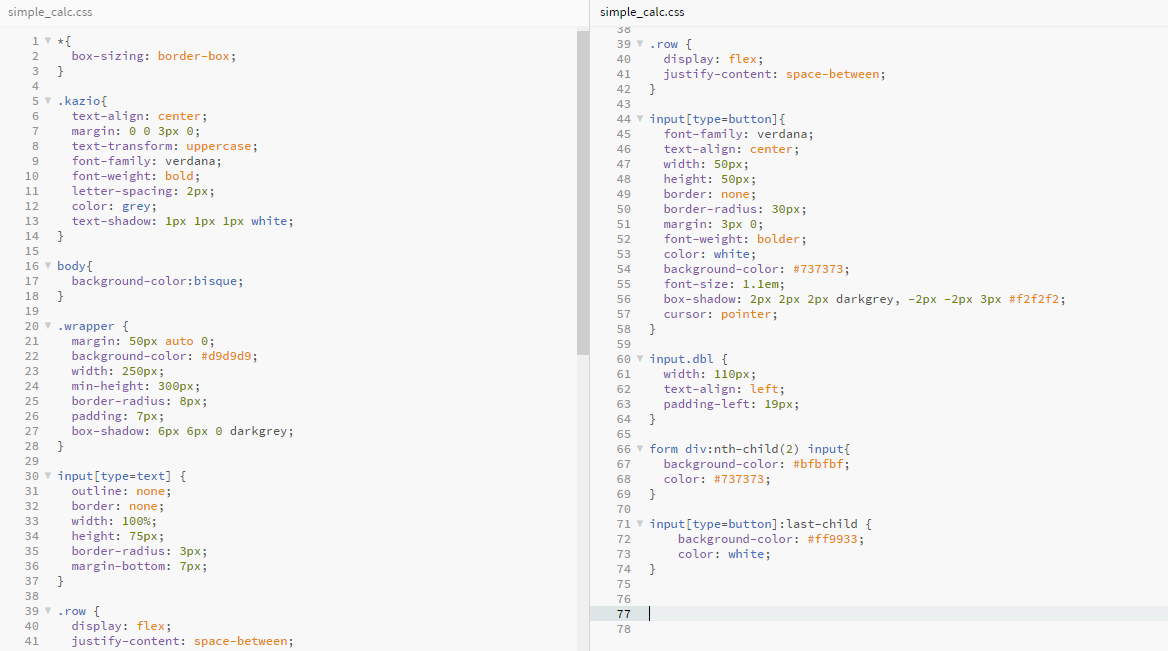 simple_calc.css
1 *{
2 box-sizing: border-box;
3 }
4
5 .kazio{
6 text-align: center;
7 margin: 0 0 3px 0;
8 text-transform: uppercase;
9 font-family: verdana;
10 font-weight: bold;
11 letter-spacing: 2px;
12 color: grey;
13 text-shadow: 1px 1px 1px white;
14 }
15
16 body{
17 background-color:bisque;
18 }
19
20 .wrapper {
21 margin: 50px auto 0;
22 background-color: #d9d9d9;
23 width: 250px;
24 min-height: 300px;
25 border-radius: 8px;
26 padding: 7px;
27 box-shadow: 6px 6px 0 darkgrey;
28 }
29
30 input[type=text] {
31 outline: none;
32 border: none;
33 width: 100%;
34 height: 75px;
35 border-radius: 3px;
36 margin-bottom: 7px;
37 }
38
39 .row {
40 display: flex;
41 justify-content: space-between;
simple_calc.css
38
39 .row {
40 display: flex;
41 justify-content: space-between;
42 }
43
44 input[type=button]{
45 font-family: verdana;
46 text-align: center;
47 width: 50px;
48 height: 50px;
49 border: none;
50 border-radius: 30px;
51 margin: 3px 0;
52 font-weight: bolder;
53 color: white;
54 background-color: #737373;
55 font-size: 1.1em;
56 box-shadow: 2px 2px 2px darkgrey, -2px -2px 3px #f2f2f2;
57 cursor: pointer;
58 }
59
60 input.dbl {
61 width: 110px;
62 text-align: left;
63 padding-left: 19px;
64 }
65
66 form div:nth-child(2) input{
67 background-color: #bfbfbf;
68 color: #737373;
69 }
70
71 input[type=button]:last-child {
72 background-color: #ff9933;
73 color: white;
74 }
75
76
77
78